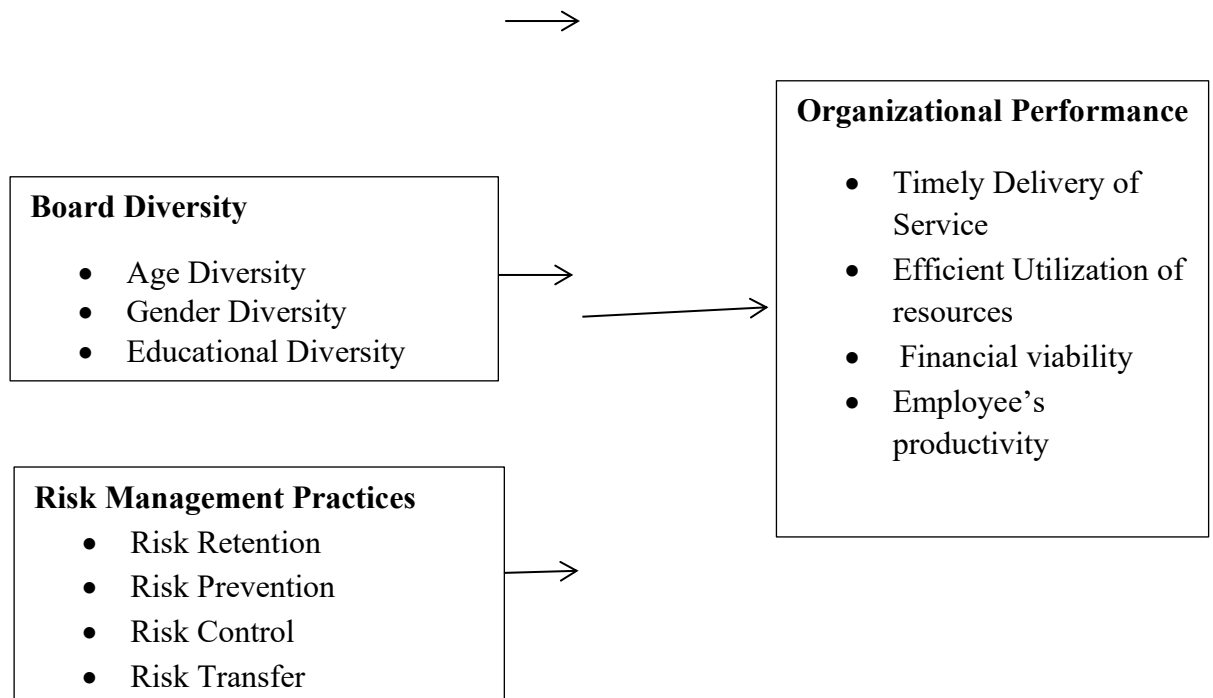 Organizational Performance
• Timely Delivery of
Service
• Efficient Utilization of
resources
• Financial viability
• Employee’s
productivity
Board Diversity
• Age Diversity
• Gender Diversity
• Educational Diversity
Risk Management Practices
• Risk Retention
• Risk Prevention
• Risk Control
• Risk Transfer